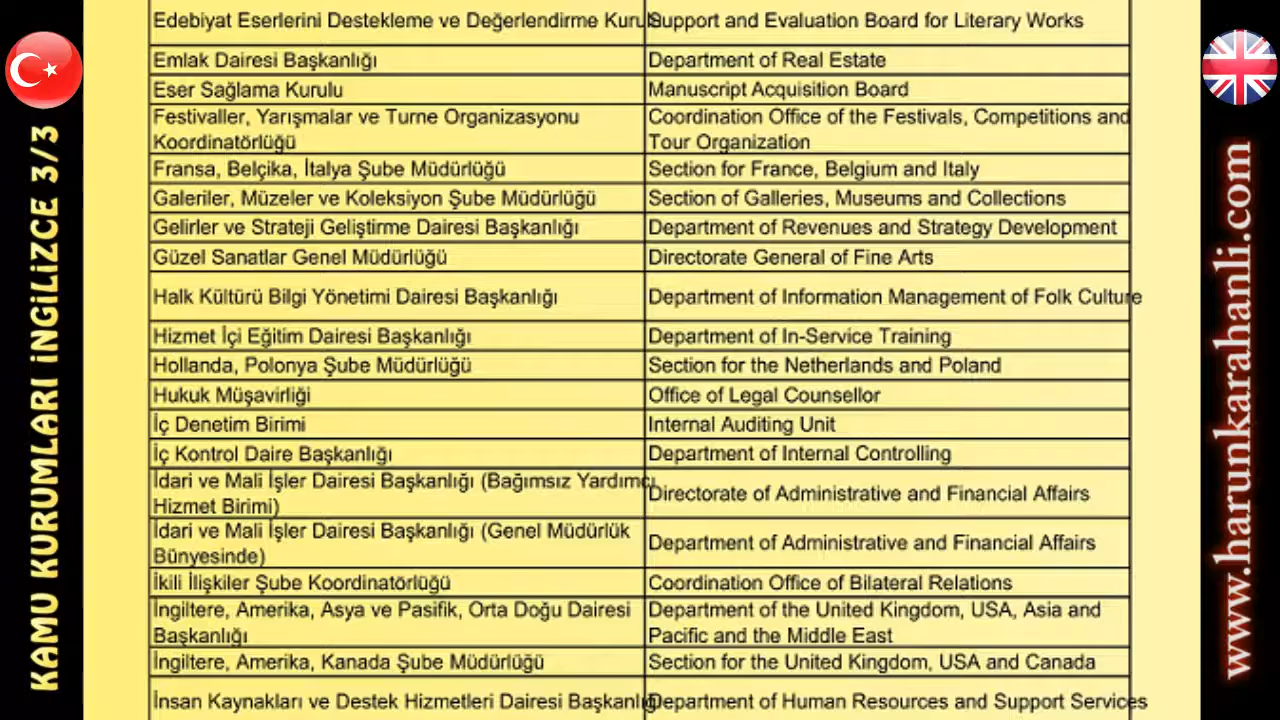 KAMU KURUMLARI İNGİLİZCE 3/3
Edebiyat Eserlerini Destekleme ve Değerlendirme
Support and Evaluation Board for Literary Works
Emlak Dairesi Başkanlığı
Department of Real Estate
Eser Sağlama Kurulu
Manuscript Acquisition Board
Festivaller, Yarışmalar ve Turne Organizasyonu
Koordinatörlüğü
Coordination Office of the Festivals, Competitions and
Tour Organization
Fransa, Belçika, İtalya Şube Müdürlüğü
Section for France, Belgium and Italy
Galeriler, Müzeler ve Koleksiyon Şube Müdürlüğü
Section of Galleries, Museums and Collections
Gelirler ve Strateji Geliştirme Dairesi Başkanlığı
Department of Revenues and Strategy Development
Güzel Sanatlar Genel Müdürlüğü
Directorate General of Fine Arts
Halk Kültürü Bilgi Yönetimi Dairesi Başkanlığı
Department of Information Management of Folk Culture
Hizmet İçi Eğitim Dairesi Başkanlığı
Department of In-Service Training
Hollanda, Polonya Şube Müdürlüğü
Section for the Netherlands and Poland
Hukuk Müşavirliği
Office of Legal Counsellor
İç Denetim Birimi
Internal Auditing Unit
İç Kontrol Daire Başkanlığı
Department of Internal Controlling
İdari ve Mali İşler Dairesi Başkanlığı (Bağımsız Yardımcı
Hizmet Birimi)
Directorate of Administrative and Financial Affairs
İdari ve Mali İşler Dairesi Başkanlığı (Genel Müdürlük
Bünyesinde)
Department of Administrative and Financial Affairs
İkili İlişkiler Şube Koordinatörlüğü
Coordination Office of Bilateral Relations
İngiltere, Amerika, Asya ve Pasifik, Orta Doğu Dairesi
Başkanlığı
Department of the United Kingdom, USA, Asia and
Pacific and the Middle East
İngiltere, Amerika, Kanada Şube Müdürlüğü
Section for the United Kingdom, USA and Canada
İnsan Kaynakları ve Destek Hizmetleri Dairesi Başkanlığı
Department of Human Resources and Support Services
www.harunkarahanli.com